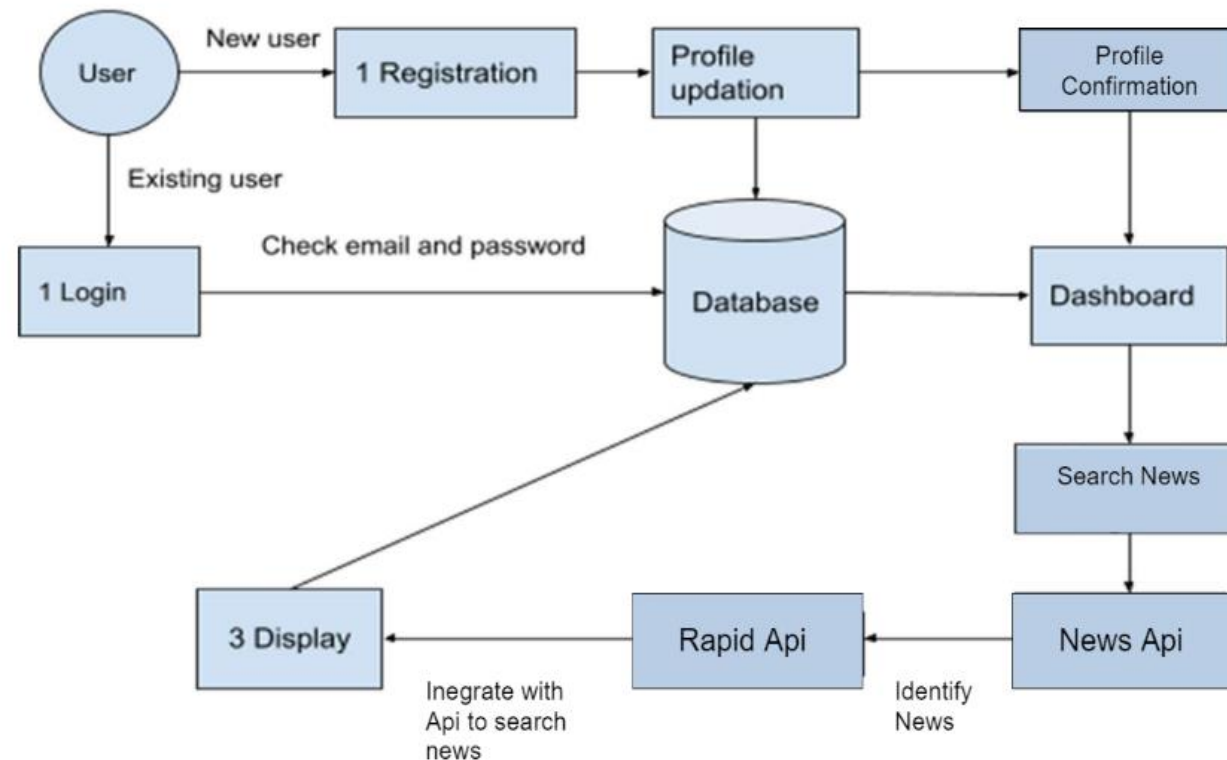 New user
User
1 Registration
Profile
updation
Profile
Confirmation
Existing user
Check email and password
1 Login
Database
Dashboard
Search News
3 Display
Rapid Api
News Api
Inegrate with
Api to search
news
Identify
News